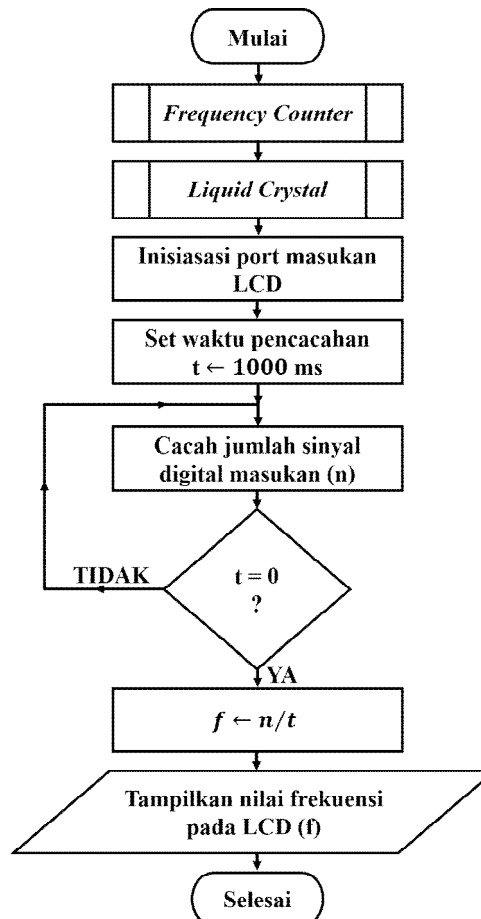 Mulai
Frequency Counter
Liquid Crystal
Inisiasasi port masukan
LCD
Set waktu pencacahan
t ← 1000 ms
Cacah jumlah sinyal
digital masukan (n)
TIDAK
t = 0
?
YA
f ← n/t
Tampilkan nilai frekuensi
pada LCD (f)
Selesai